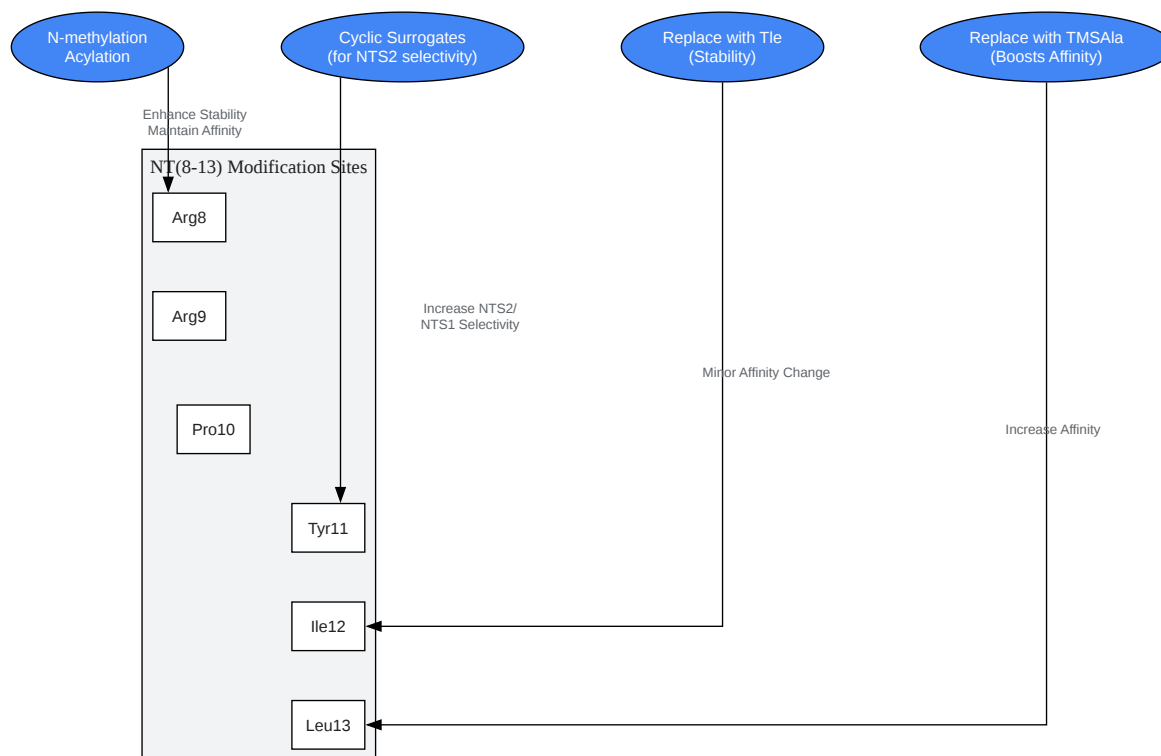 N-methylation
Acylation
Cyclic Surrogates
(for NTS2 selectivity)
Replace with Tle
(Stability)
Replace with TMSAla
(Boosts Affinity)
Enhance Stability
Maintain Affinity
NT(8-13) Modification Sites
Arg8
Arg9
Increase NTS2/
NTS1 Selectivity
Minor Affinity Change
Pro10
Increase Affinity
Tyr11
Ile12
Leu13